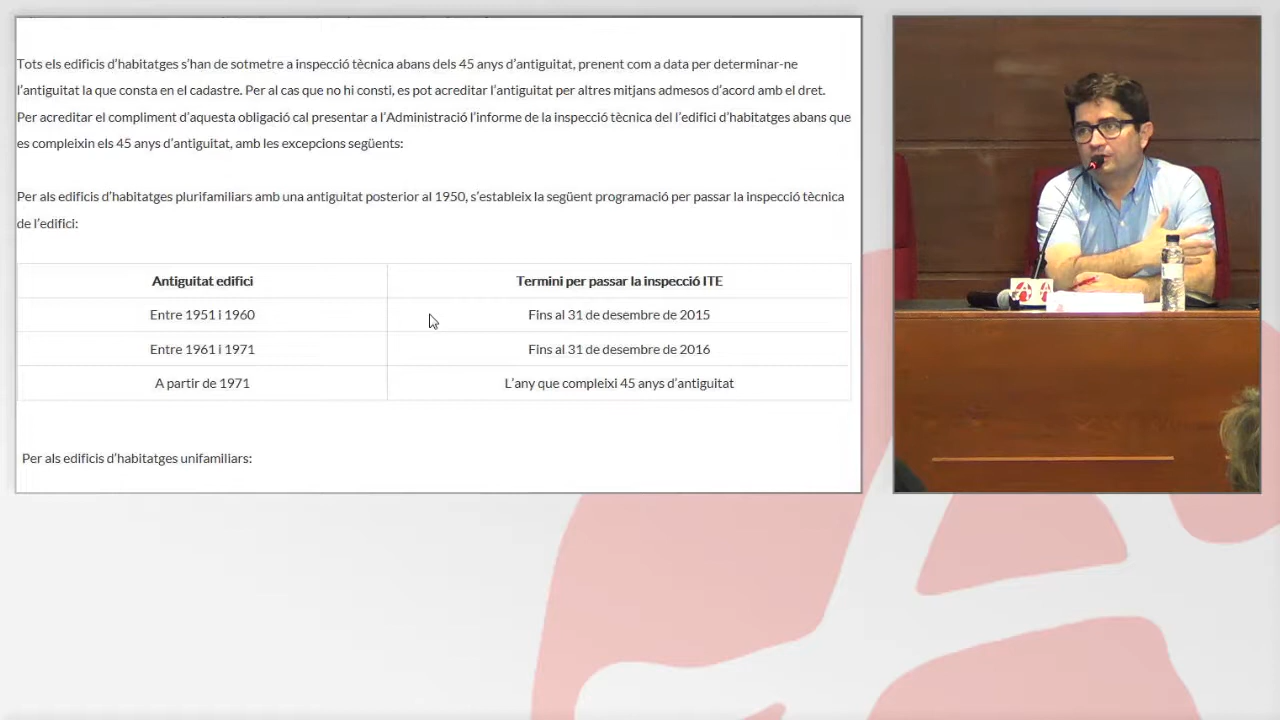 Tots els edificis d'habitatges s'han de sotmetre a inspecció tècnica abans dels 45 anys d'antiguitat, prenent com a data per determinar-ne
l'antiguitat la que consta en el cadastre. Per al cas que no hi consti, es pot acreditar l'antiguitat per altres mitjans admesos d'acord amb el dret.
Per acreditar el compliment d'aquesta obligació cal presentar a l'Administració l'informe de la inspecció tècnica del l'edifici d'habitatges abans que
es compleixin els 45 anys d'antiguitat, amb les excepcions següents:
Per als edificis d'habitatges plurifamiliars amb una antiguitat posterior al 1950, s'estableix la següent programació per passar la inspecció tècnica
de l'edifici:
Antiguitat edifici Termini per passar la inspecció ITE
Entre 1951 i 1960 Fins al 31 de desembre de 2015
Entre 1961 i 1971 Fins al 31 de desembre de 2016
A partir de 1971 L'any que compleixi 45 anys d'antiguitat
Per als edificis d'habitatges unifamiliars: